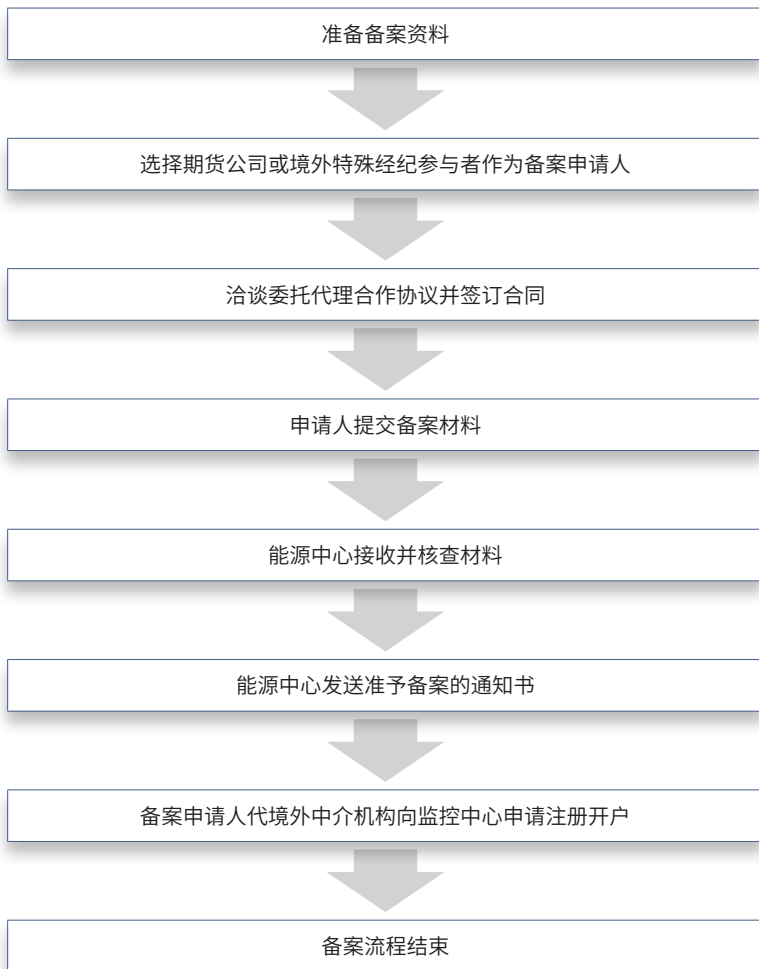 准备备案资料
选择期货公司或境外特殊经纪参与者作为备案申请人
洽谈委托代理合作协议并签订合同
申请人提交备案材料
能源中心接收并核查材料
能源中心发送准予备案的通知书
备案申请人代境外中介机构向监控中心申请注册开户
备案流程结束